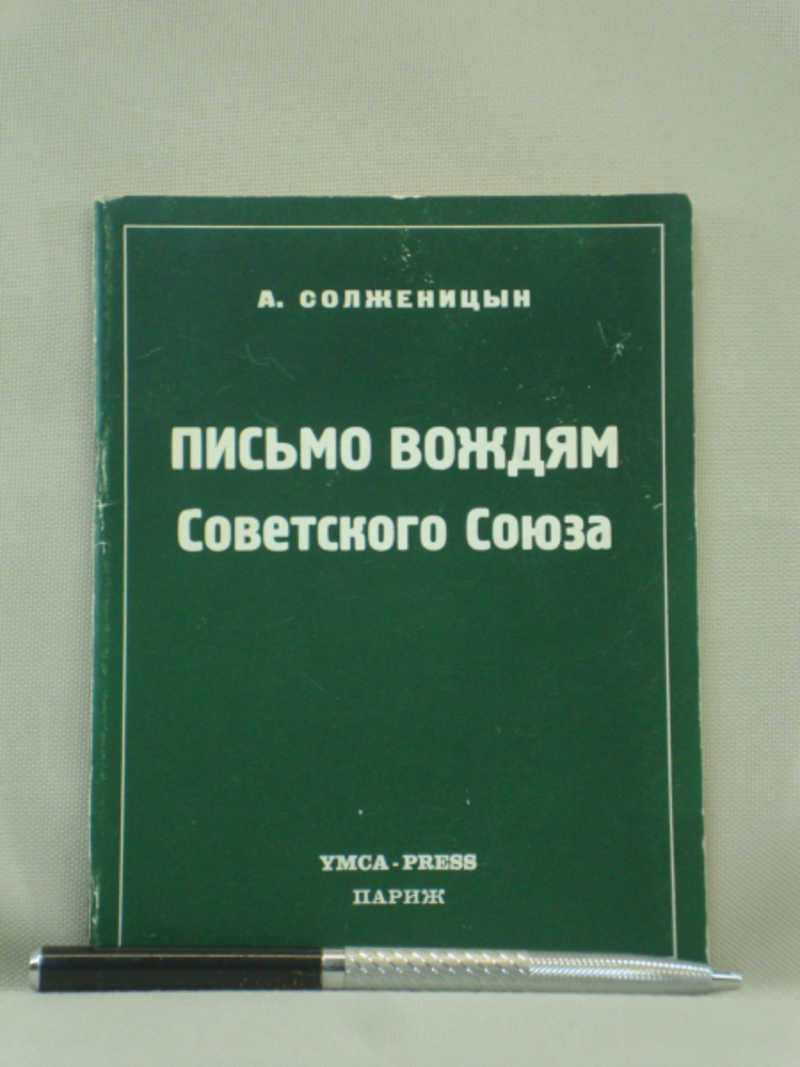 А. СОЛЖЕНИЦЫН
ПИСЬМО ВОЖДЯМ
Советского Союза
YMCA-PRESS
ПАРИЖ